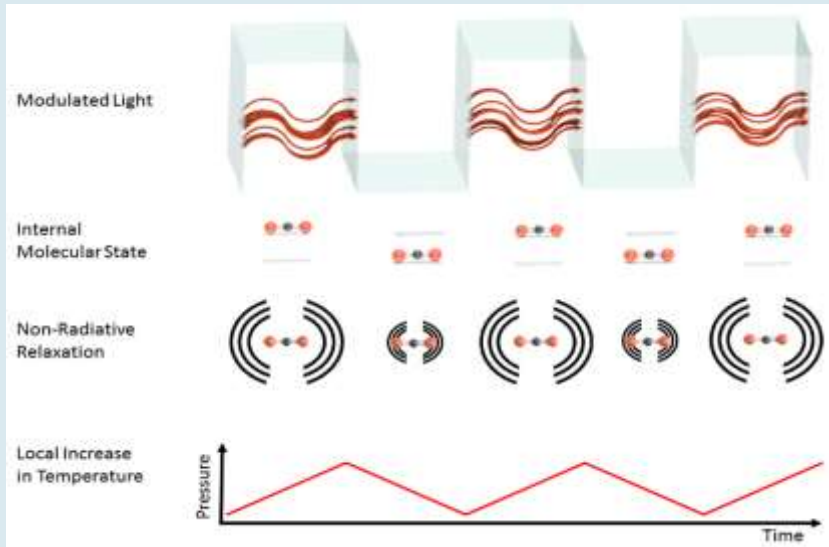 Modulated Light
Internal
Molecular State
Non-Radiative
Relaxation
Local Increase
in Temperature
Pressure
Time